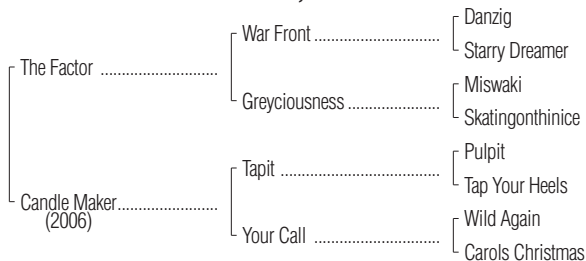 Danzig
War Front ................................
Starry Dreamer
The Factor ..............................
Miswaki
Greyciousness .......................
Skatingonthinice
Pulpit
Tapit ........................................
Tap Your Heels
Candle Maker..........................
(2006)
Wild Again
Your Call ................................
Carols Christmas